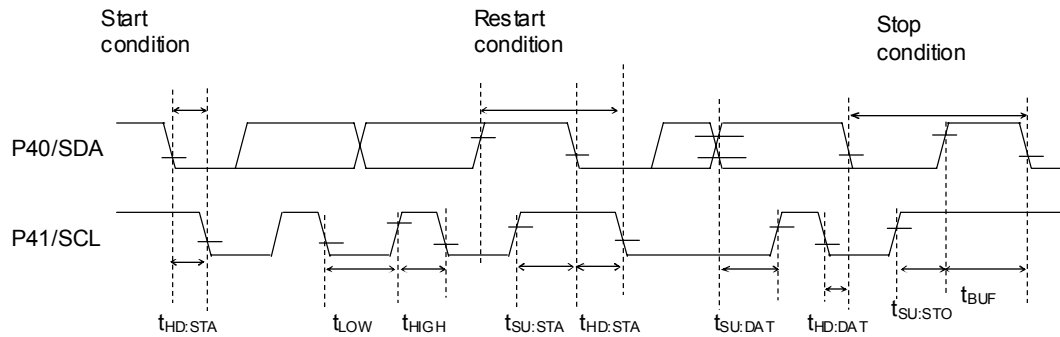 Start
condition
Restart
condition
Stop
condition
P40/SDA
P41/SCL
tHD:STA
tLOW
tHIGH
tSU:STA
tHD:STA
tSU:DAT
tHD:DAT
tSU:STO
tBUF